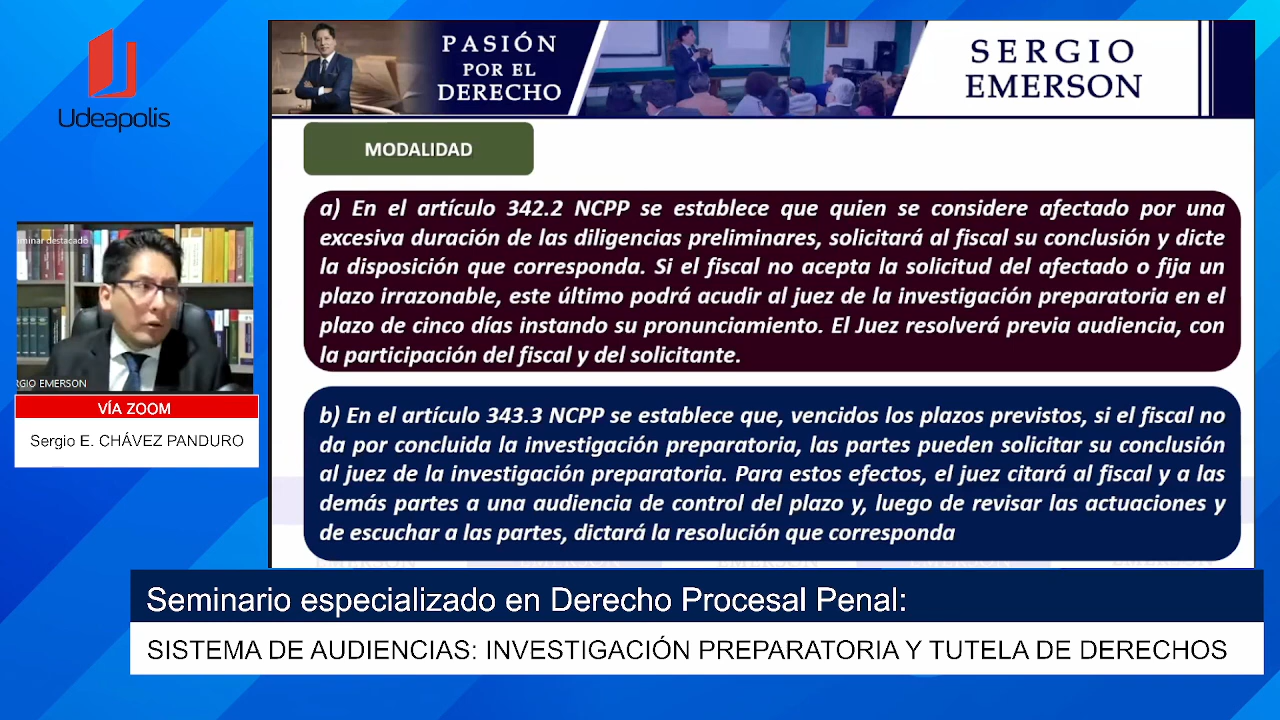 Udeapolis
PASIÓN
POR EL
DERECHO
SERGIO
EMERSON
MODALIDAD
a) En el artículo 342.2 NCPP se establece que quien se considere afectado por una
excesiva duración de las diligencias preliminares, solicitará al fiscal su conclusión y dicte
la disposición que corresponda. Si el fiscal no acepta la solicitud del afectado o fija un
plazo irrazonable, este último podrá acudir al juez de la investigación preparatoria en el
plazo de cinco días instando su pronunciamiento. El Juez resolverá previa audiencia, con
la participación del fiscal y del solicitante.
b) En el artículo 343.3 NCPP se establece que, vencidos los plazos previstos, si el fiscal no
da por concluida la investigación preparatoria, las partes pueden solicitar su conclusión
al juez de la investigación preparatoria. Para estos efectos, el juez citará al fiscal y a las
demás partes a una audiencia de control del plazo y, luego de revisar las actuaciones y
de escuchar a las partes, dictará la resolución que corresponda
iminar destacado
RGIO EMERSON
VÍA ZOOM
Sergio E. CHÁVEZ PANDURO
Seminario especializado en Derecho Procesal Penal:
SISTEMA DE AUDIENCIAS: INVESTIGACIÓN PREPARATORIA Y TUTELA DE DERECHOS